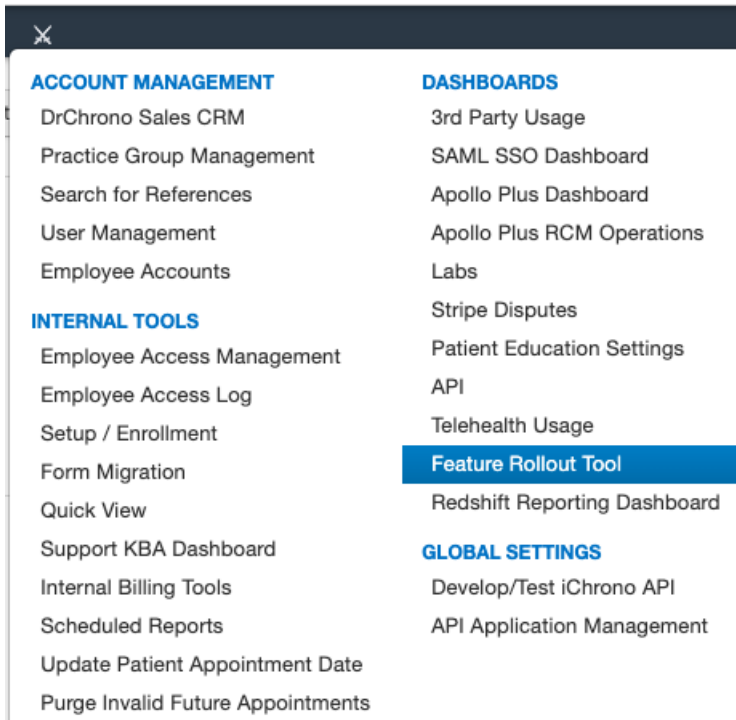 ACCOUNT MANAGEMENT
DrChrono Sales CRM
Practice Group Management
Search for References
User Management
Employee Accounts
INTERNAL TOOLS
Employee Access Management
Employee Access Log
Setup / Enrollment
Form Migration
Quick View
Support KBA Dashboard
Internal Billing Tools
Scheduled Reports
Update Patient Appointment Date
Purge Invalid Future Appointments
DASHBOARDS
3rd Party Usage
SAML SSO Dashboard
Apollo Plus Dashboard
Apollo Plus RCM Operations
Labs
Stripe Disputes
Patient Education Settings
API
Telehealth Usage
Feature Rollout Tool
Redshift Reporting Dashboard
GLOBAL SETTINGS
Develop/Test iChrono API
API Application Management